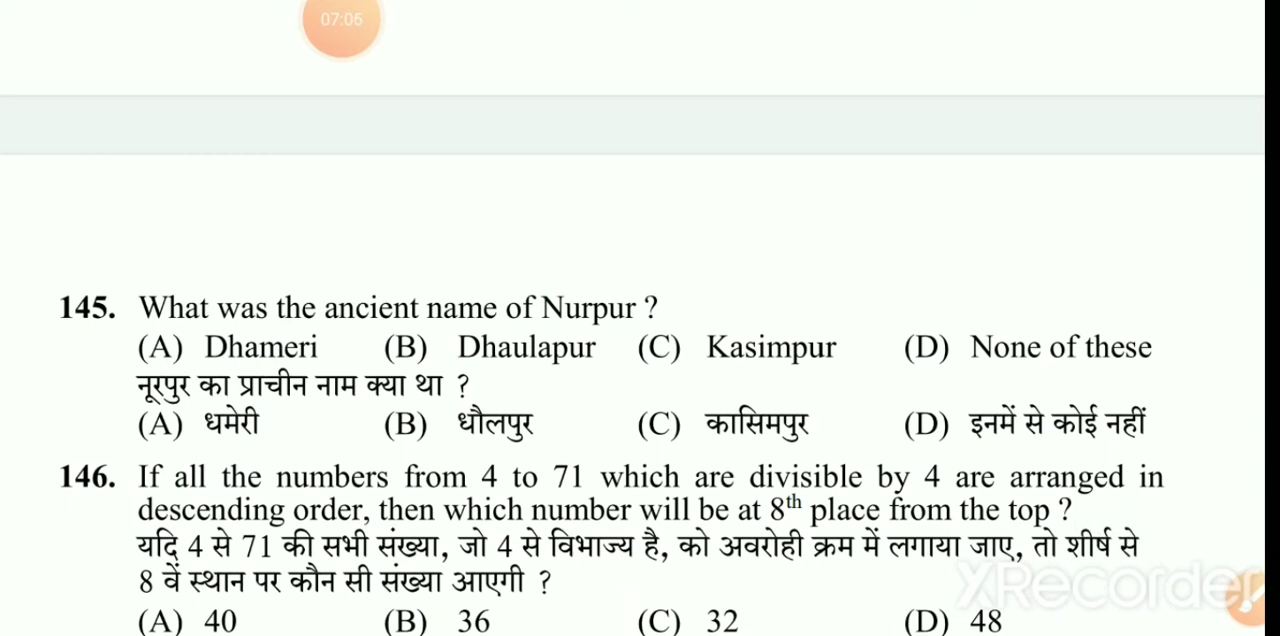 07:05
145. What was the ancient name of Nurpur ?
(A) Dhameri (B) Dhaulapur (C) Kasimpur (D) None of these
नूरपुर का प्राचीन नाम क्या था ?
(A) धमेरी (B) धौलपुर (C) कासिमपुर (D) इनमें से कोई नहीं
146. If all the numbers from 4 to 71 which are divisible by 4 are arranged in
descending order, then which number will be at 8th place from the top ?
यदि 4 से 71 की सभी संख्या, जो 4 से विभाज्य है, को अवरोही क्रम में लगाया जाए, तो शीर्ष से
8 वें स्थान पर कौन सी संख्या आएगी ?
XRecorder
(A) 40 (B) 36 (C) 32 (D) 48